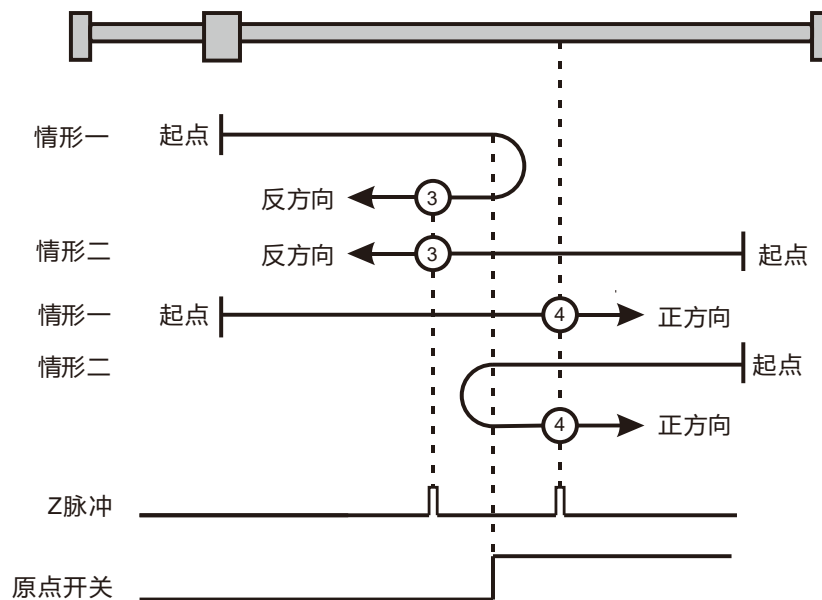 情形一 起点
反方向 3
情形二 反方向 3 起点
情形一 起点 4 正方向
情形二 起点
4 正方向
Z脉冲
原点开关